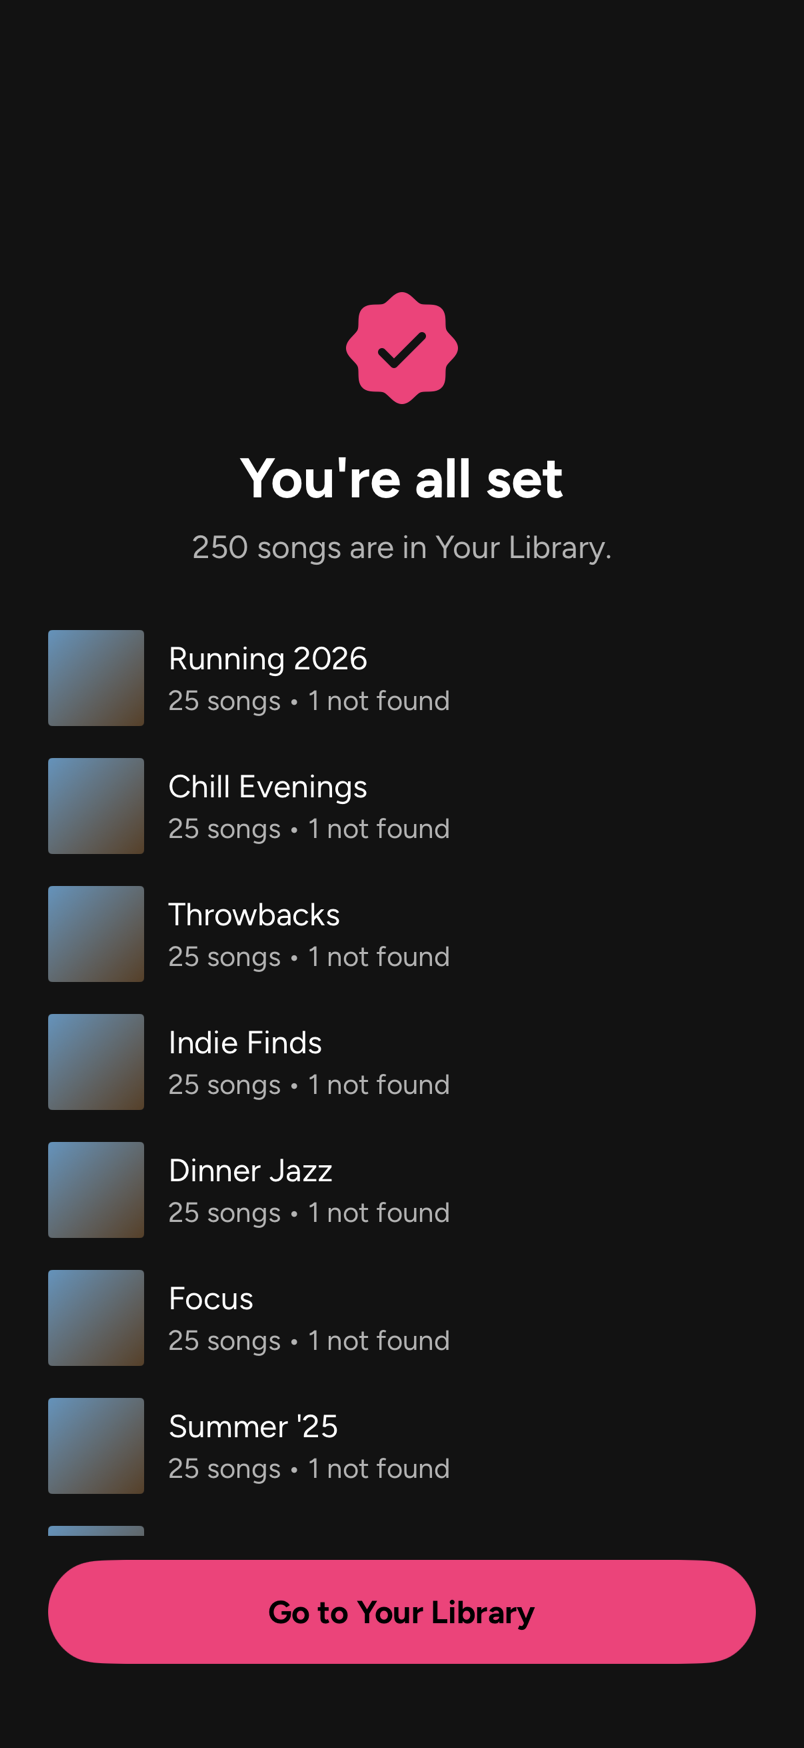 You're all set
250 songs are in Your Library.
Running 2026
25 songs • 1 not found
Chill Evenings
25 songs • 1 not found
Throwbacks
25 songs • 1 not found
Indie Finds
25 songs • 1 not found
Dinner Jazz
25 songs • 1 not found
Focus
25 songs • 1 not found
Summer '25
25 songs • 1 not found
Go to Your Library